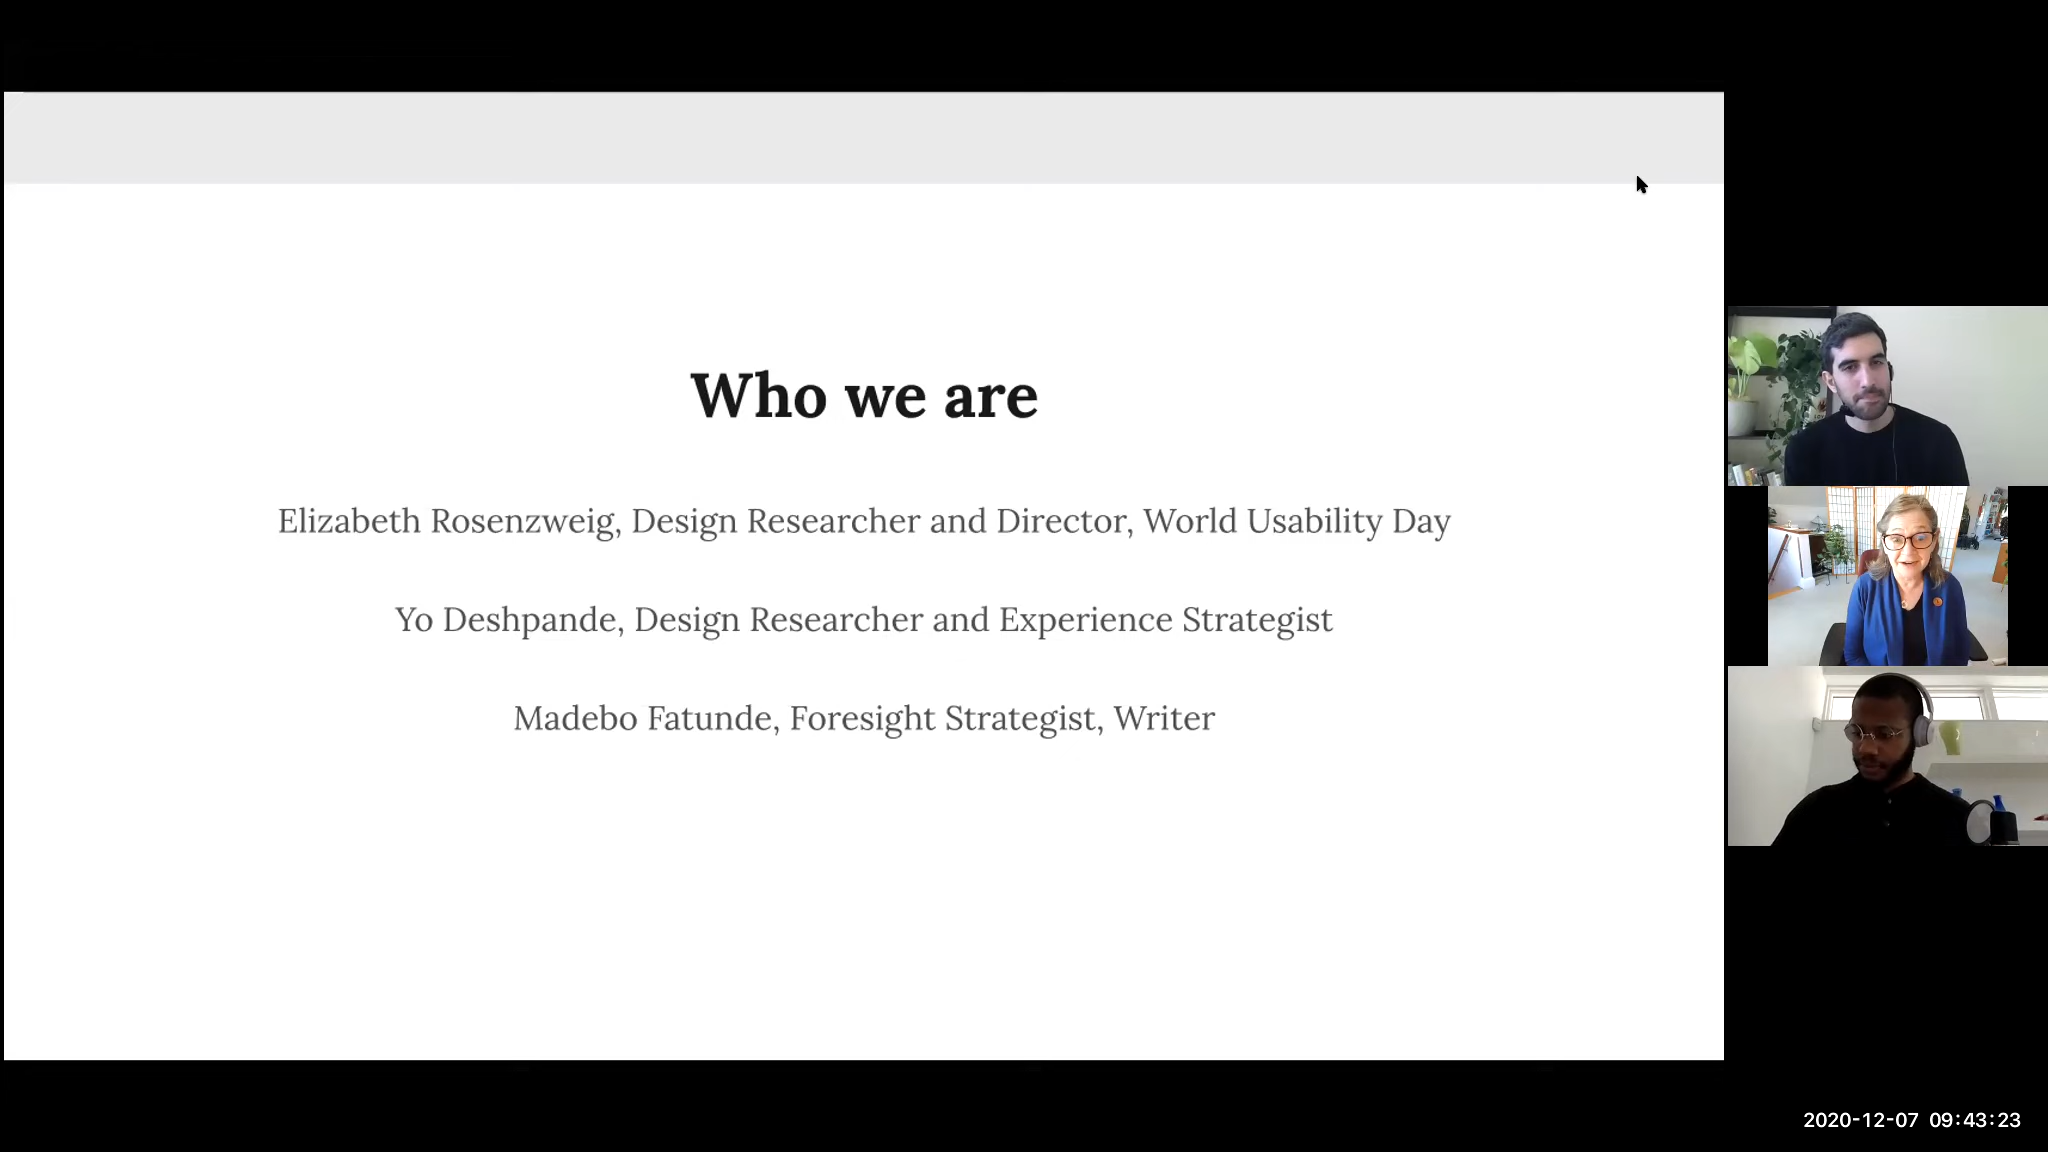 Who we are
Elizabeth Rosenzweig, Design Researcher and Director, World Usability Day
Yo Deshpande, Design Researcher and Experience Strategist
Madebo Fatunde, Foresight Strategist, Writer
2020-12-07 09:43:23